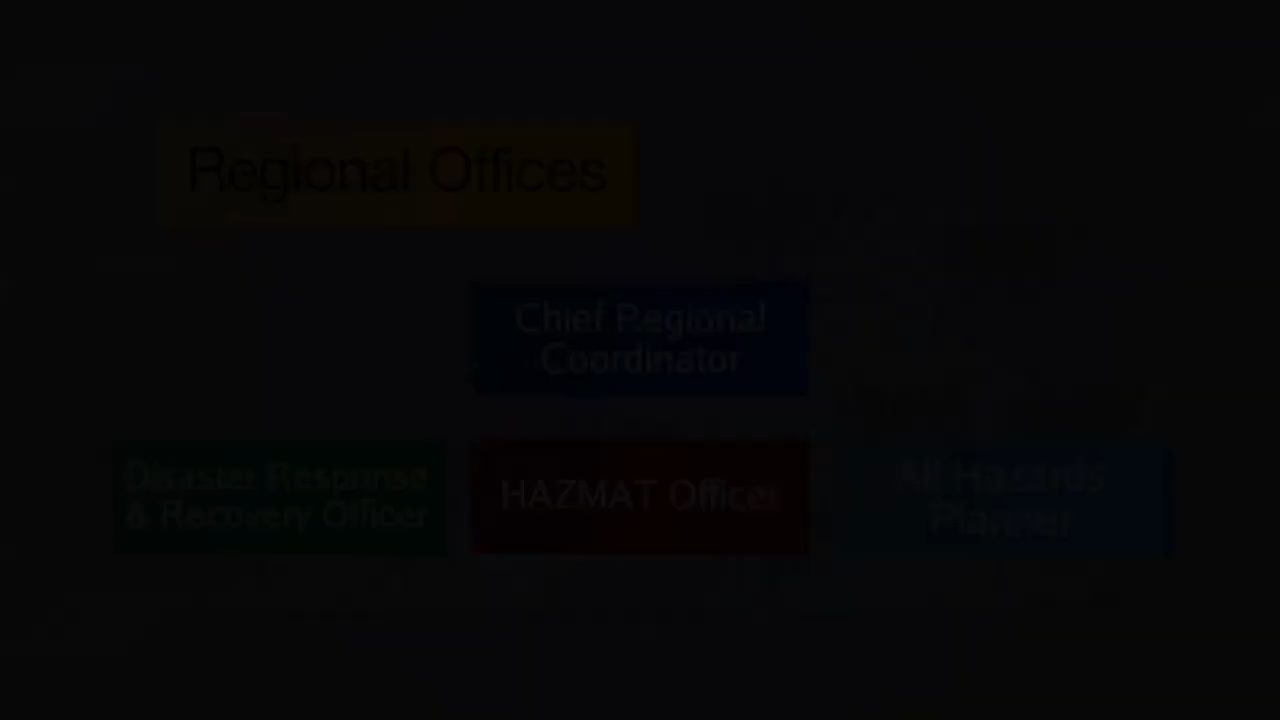 Regional Offices
Chief Regional
Coordinator
Disaster Response
& Recovery Officer
HAZMAT Officer
All Hazards
Planner